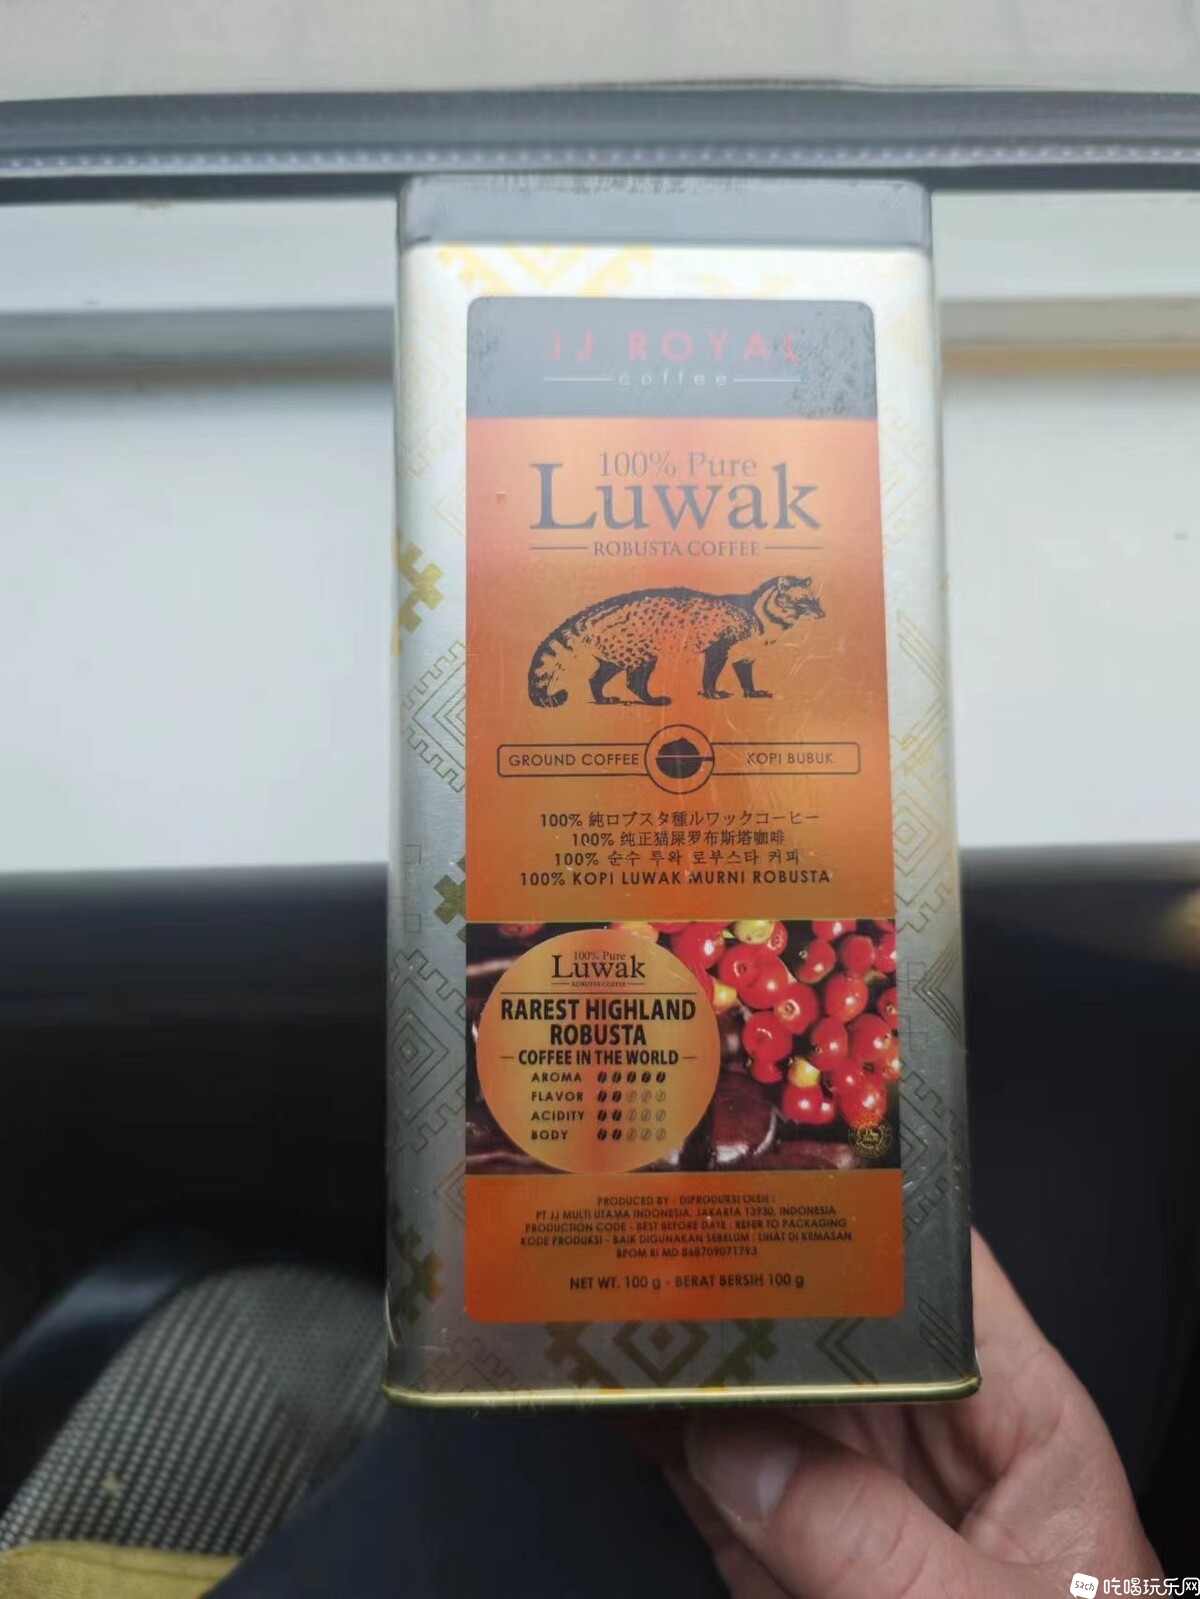 JJ ROYAL
coffee
100% Pure
Luwak
ROBUSTA COFFEE
GROUND COFFEE
KOPI BUBUK
100% 純ロブスタ種ルワックコーヒー
100% 纯正猫屎罗布斯塔咖啡
100% 순수 루왁 로부스타 커피
100% KOPI LUWAK MURNI ROBUSTA
100% Pure
Luwak
ROBUSTA COFFEE
RAREST HIGHLAND
ROBUSTA
COFFEE IN THE WORLD
AROMA
FLAVOR
ACIDITY
BODY
PRODUCED BY - DIPRODUKSI OLEH :
PT JJ MULTI UTAMA INDONESIA, JAKARTA 13930, INDONESIA
PRODUCTION CODE - BEST BEFORE DATE : REFER TO PACKAGING
KODE PRODUKSI - BAIK DIGUNAKAN SEBELUM : LIHAT DI KEMASAN
BPOM RI MD 868709071793
NET WT. 100 g - BERAT BERSIH 100 g
吃喝玩乐网